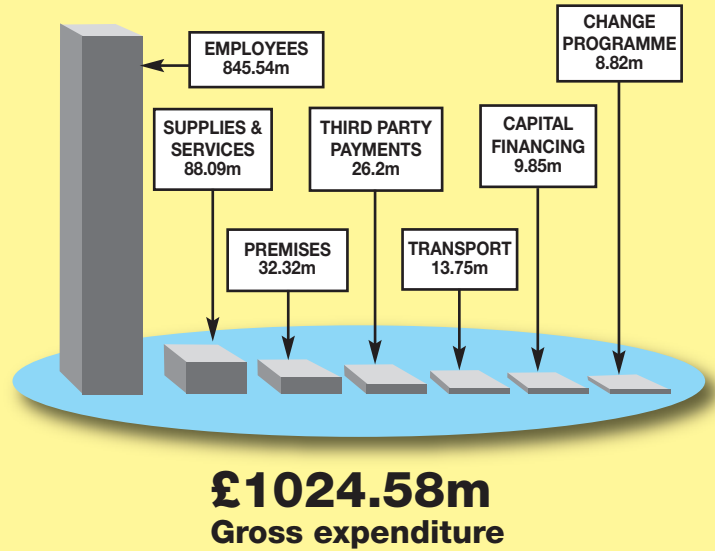 EMPLOYEES
845.54m
CHANGE
PROGRAMME
8.82m
SUPPLIES &
SERVICES
88.09m
THIRD PARTY
PAYMENTS
26.2m
CAPITAL
FINANCING
9.85m
PREMISES
32.32m
TRANSPORT
13.75m
£1024.58m
Gross expenditure